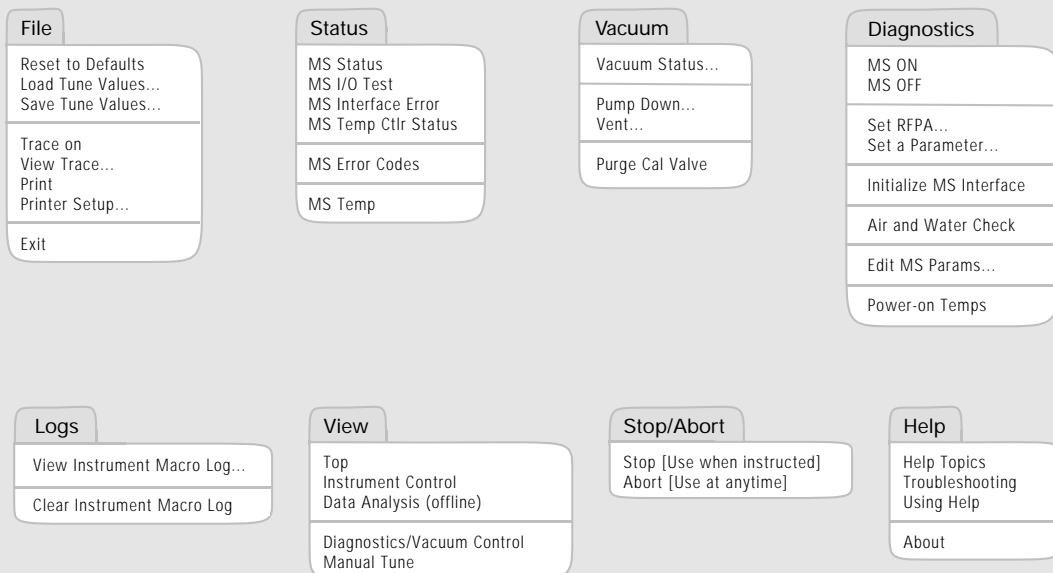 File
Reset to Defaults
Load Tune Values...
Save Tune Values...
Trace on
View Trace...
Print
Printer Setup...
Exit
Status
MS Status
MS I/O Test
MS Interface Error
MS Temp Ctlr Status
MS Error Codes
MS Temp
Vacuum
Vacuum Status...
Pump Down...
Vent...
Purge Cal Valve
Diagnostics
MS ON
MS OFF
Set RFPA...
Set a Parameter...
Initialize MS Interface
Air and Water Check
Edit MS Params...
Power-on Temps
Logs
View Instrument Macro Log...
Clear Instrument Macro Log
View
Top
Instrument Control
Data Analysis (offline)
Diagnostics/Vacuum Control
Manual Tune
Stop/Abort
Stop [Use when instructed]
Abort [Use at anytime]
Help
Help Topics
Troubleshooting
Using Help
About